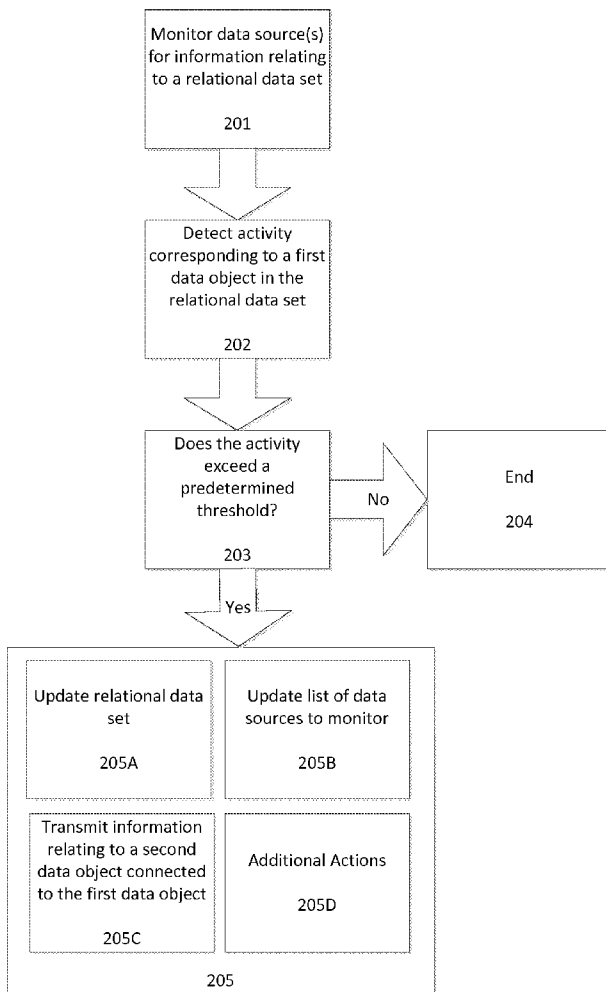 Monitor data source(s)
for information relating
to a relational data set
201
Detect activity
corresponding to a first
data object in the
relational data set
202
Does the activity
exceed a
predetermined
threshold?
203
No
End
204
Yes
Update relational data
set
205A
Update list of data
sources to monitor
205B
Transmit information
relating to a second
data object connected
to the first data object
205C
Additional Actions
205D
205